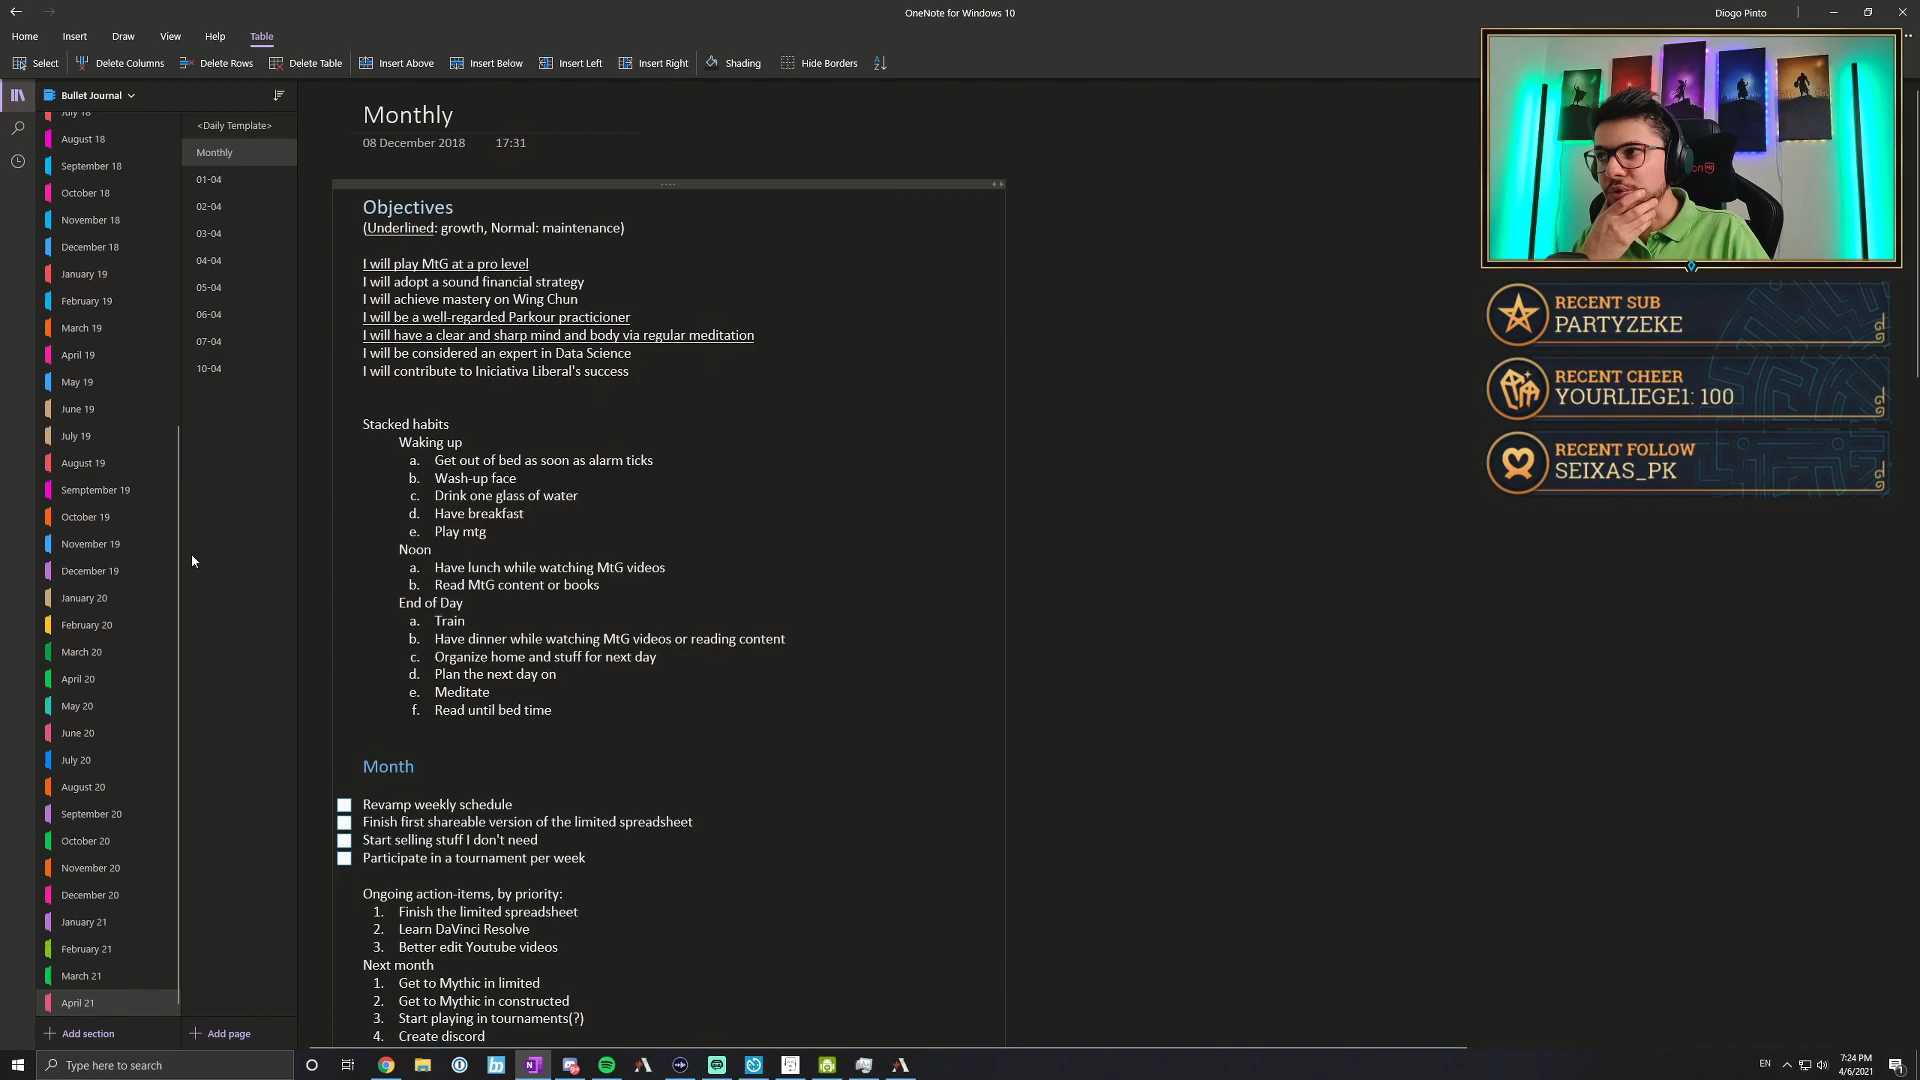 OneNote for Windows 10
Diogo Pinto
Home Insert Draw View Help Table
Select Delete Columns Delete Rows Delete Table Insert Above Insert Below Insert Left Insert Right Shading Hide Borders
Bullet Journal
July 18
August 18
September 18
October 18
November 18
December 18
January 19
February 19
March 19
April 19
May 19
June 19
July 19
August 19
Semptember 19
October 19
November 19
December 19
January 20
February 20
March 20
April 20
May 20
June 20
July 20
August 20
September 20
October 20
November 20
December 20
January 21
February 21
March 21
April 21
Add section
<Daily Template>
Monthly
01-04
02-04
03-04
04-04
05-04
06-04
07-04
10-04
Add page
Monthly
08 December 2018 17:31
Objectives
(Underlined: growth, Normal: maintenance)
I will play MtG at a pro level
I will adopt a sound financial strategy
I will achieve mastery on Wing Chun
I will be a well-regarded Parkour practicioner
I will have a clear and sharp mind and body via regular meditation
I will be considered an expert in Data Science
I will contribute to Iniciativa Liberal's success
Stacked habits
Waking up
a. Get out of bed as soon as alarm ticks
b. Wash-up face
c. Drink one glass of water
d. Have breakfast
e. Play mtg
Noon
a. Have lunch while watching MtG videos
b. Read MtG content or books
End of Day
a. Train
b. Have dinner while watching MtG videos or reading content
c. Organize home and stuff for next day
d. Plan the next day on
e. Meditate
f. Read until bed time
Month
Revamp weekly schedule
Finish first shareable version of the limited spreadsheet
Start selling stuff I don't need
Participate in a tournament per week
Ongoing action-items, by priority:
1. Finish the limited spreadsheet
2. Learn DaVinci Resolve
3. Better edit Youtube videos
Next month
1. Get to Mythic in limited
2. Get to Mythic in constructed
3. Start playing in tournaments(?)
4. Create discord
RECENT SUB
PARTYZEKE
RECENT CHEER
YOURLIEGE1: 100
RECENT FOLLOW
SEIXAS_PK
Type here to search
EN
7:24 PM
4/6/2021